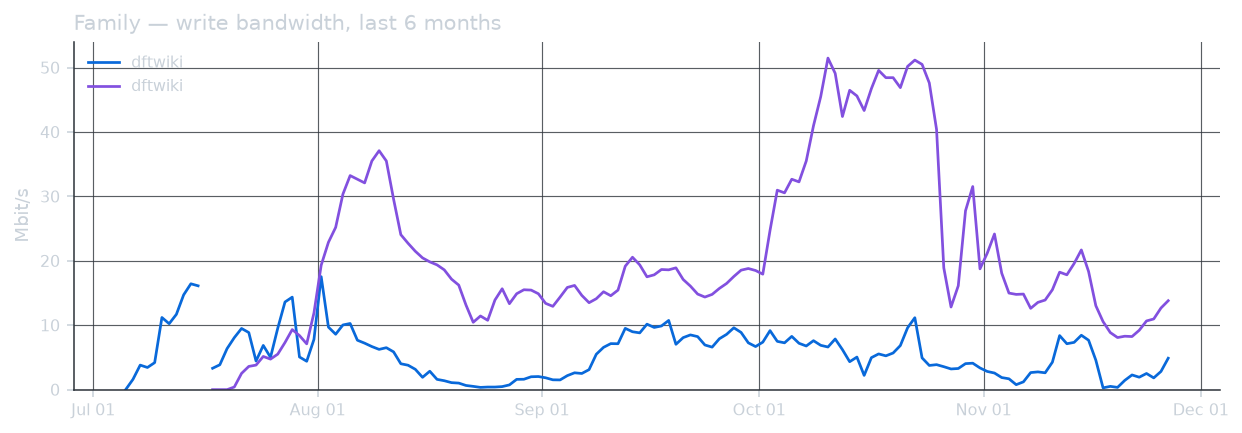 Family — write bandwidth, last 6 months
dftwiki
dftwiki
Mbit/s
50
40
30
20
10
0
Jul 01 Aug 01 Sep 01 Oct 01 Nov 01 Dec 01